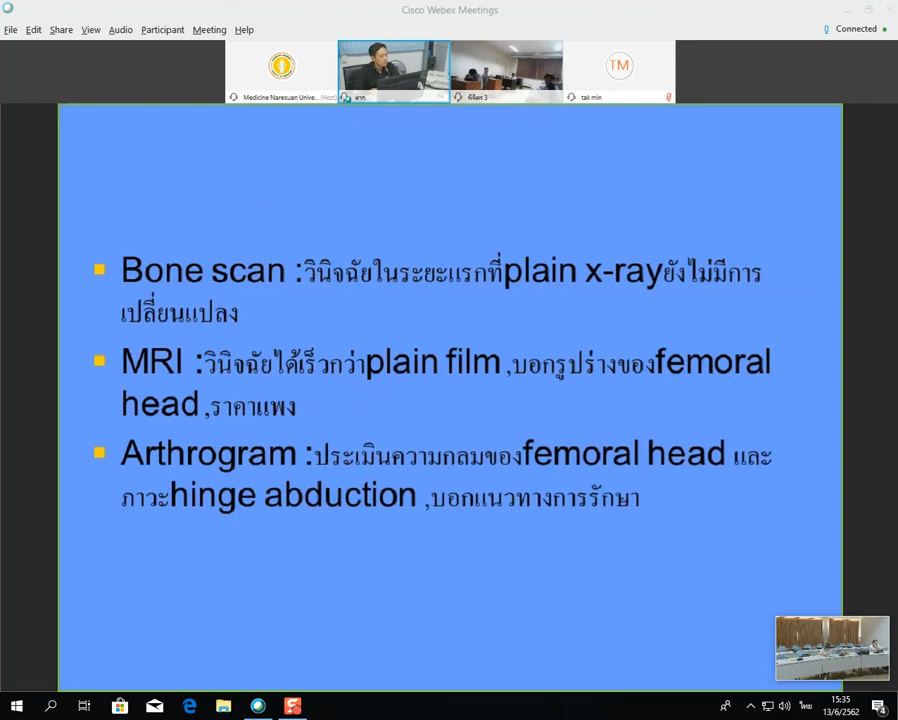 Cisco Webex Meetings
File Edit Share View Audio Participant Meeting Help
Connected
TM
Medicine Naresuan Unive... (Host)
ตาก
พิจิตร 3
tak min
Bone scan :วินิจฉัยในระยะแรกที่plain x-rayยังไม่มีการ
เปลี่ยนแปลง
MRI :วินิจฉัยได้เร็วกว่าplain film ,บอกรูปร่างของfemoral
head ,ราคาแพง
Arthrogram :ประเมินความกลมของfemoral head และ
ภาวะhinge abduction ,บอกแนวทางการรักษา
15:35
ไทย
13/6/2562
4